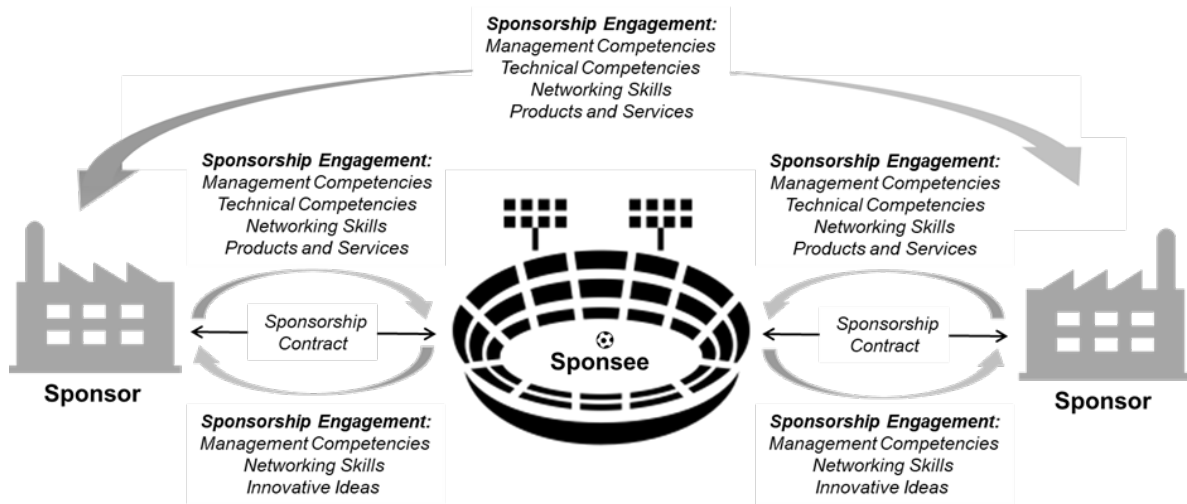 Sponsorship Engagement:
Management Competencies
Technical Competencies
Networking Skills
Products and Services
Sponsorship Engagement:
Management Competencies
Technical Competencies
Networking Skills
Products and Services
Sponsorship Engagement:
Management Competencies
Technical Competencies
Networking Skills
Products and Services
Sponsorship
Contract
Sponsor
Sponsee
Sponsorship
Contract
Sponsor
Sponsorship Engagement:
Management Competencies
Networking Skills
Innovative Ideas
Sponsorship Engagement:
Management Competencies
Networking Skills
Innovative Ideas